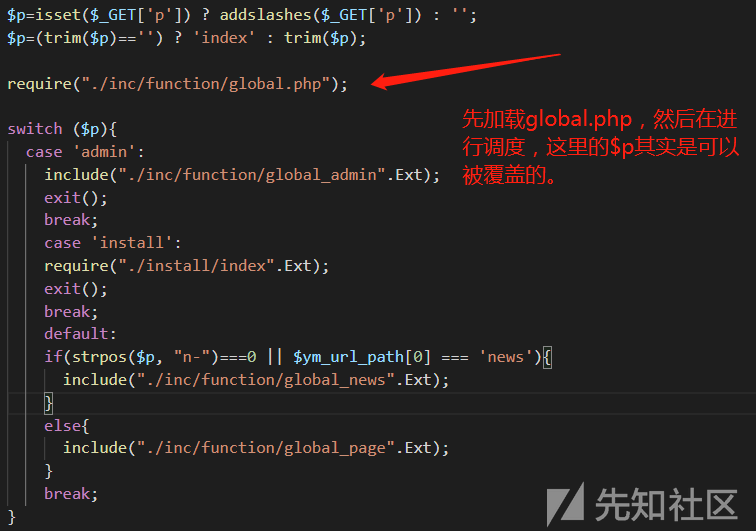 $p=isset($_GET['p']) ? addslashes($_GET['p']) : '';
$p=(trim($p)=='') ? 'index' : trim($p);
require("./inc/function/global.php");
先加载global.php，然后在进
行调度，这里的$p其实是可以
被覆盖的。
switch ($p){
case 'admin':
include("./inc/function/global_admin".Ext);
exit();
break;
case 'install':
require("./install/index".Ext);
exit();
break;
default:
if(strpos($p, "n-")===0 || $ym_url_path[0] === 'news'){
include("./inc/function/global_news".Ext);
}
else{
include("./inc/function/global_page".Ext);
}
break;
}
先知社区